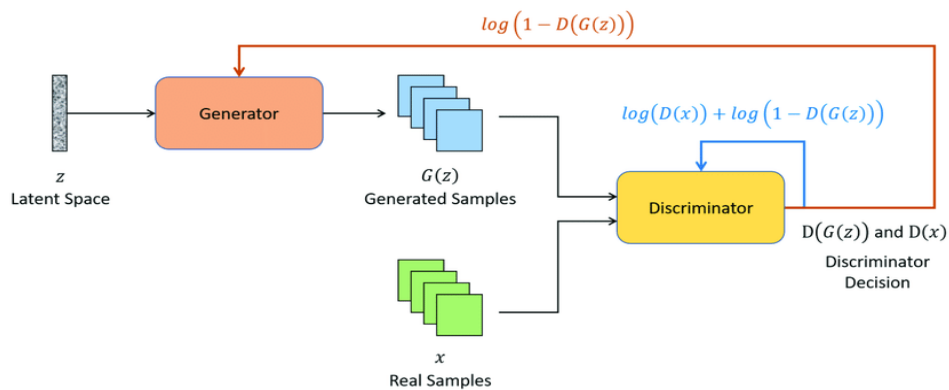 log(1 − D(G(z)))
Generator
log(D(x)) + log(1 − D(G(z)))
z
Latent Space
G(z)
Generated Samples
Discriminator
D(G(z)) and D(x)
Discriminator
Decision
x
Real Samples